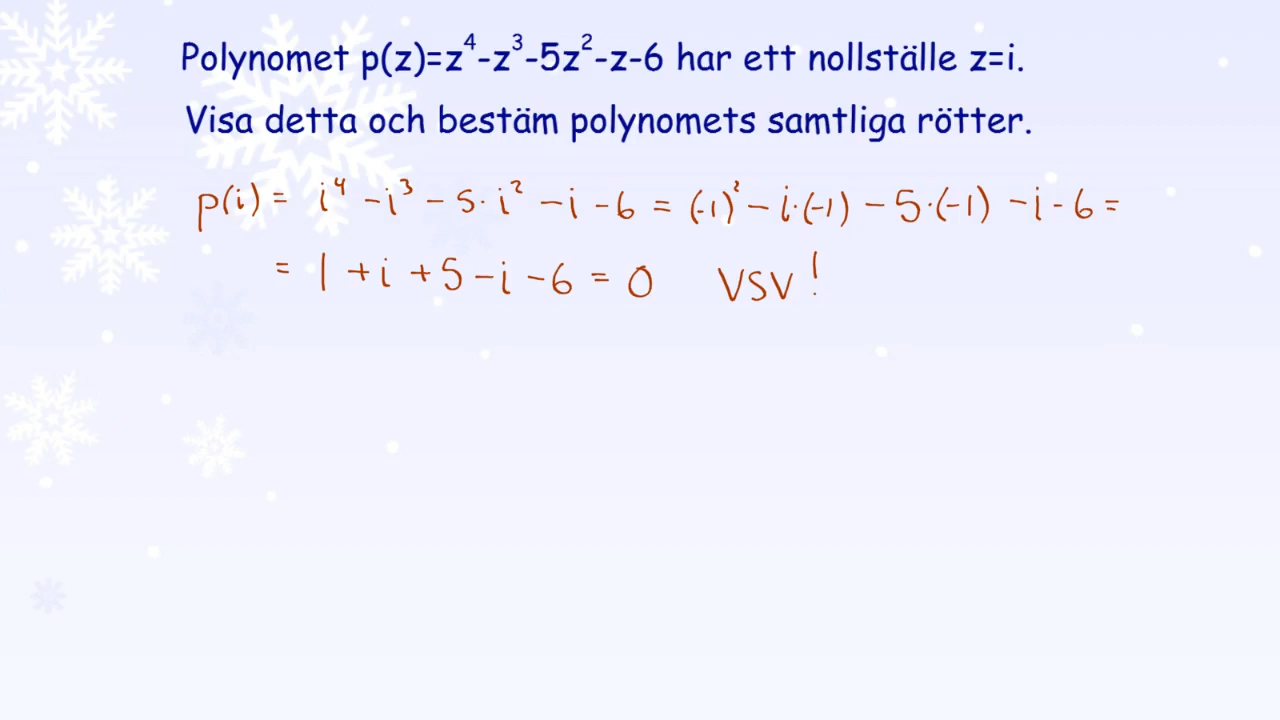 Polynomet p(z)=z⁴-z³-5z²-z-6 har ett nollställe z=i.
Visa detta och bestäm polynomets samtliga rötter.
p(i) = i⁴ - i³ - 5·i² - i - 6 = (-1)² - i·(-1) - 5·(-1) - i - 6 =
= 1 + i + 5 - i - 6 = 0 VSV!